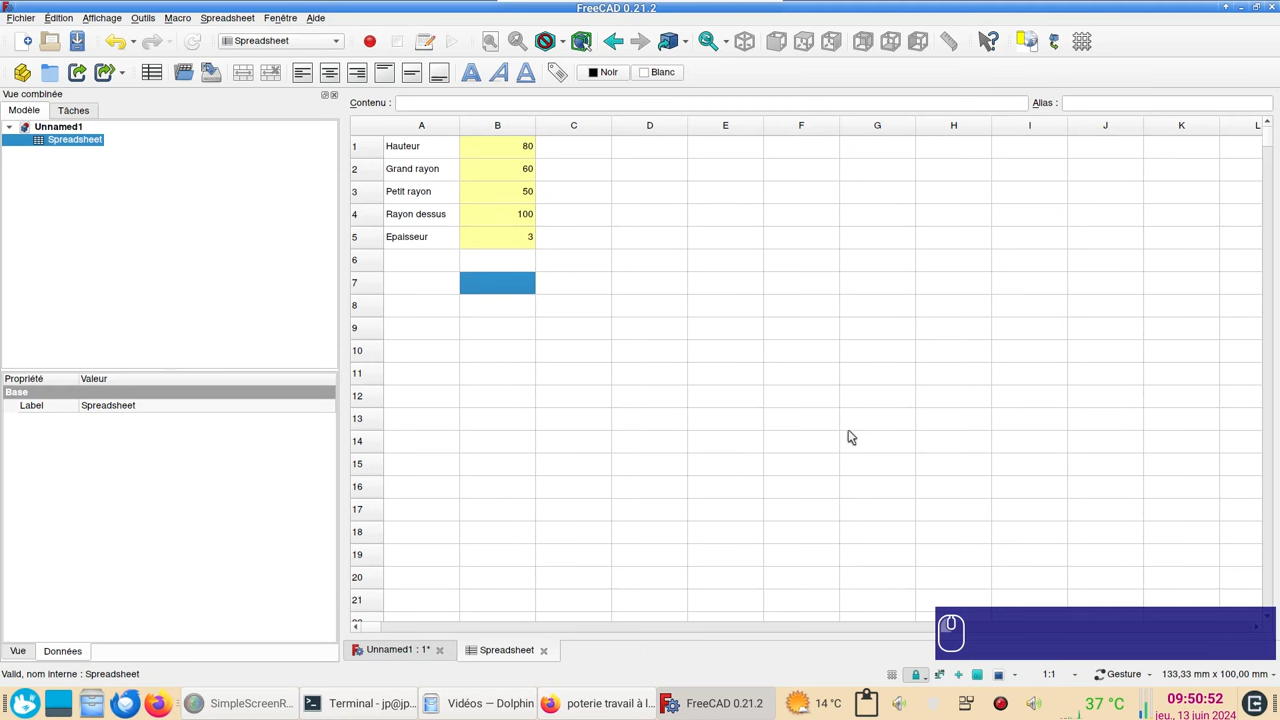 FreeCAD 0.21.2
Fichier Édition Affichage Outils Macro Spreadsheet Fenêtre Aide
Spreadsheet
Noir Blanc
Vue combinée
Contenu : Alias :
Modèle Tâches
Unnamed1
Spreadsheet
A B C D E F G H I J K L
1 Hauteur 80
2 Grand rayon 60
3 Petit rayon 50
4 Rayon dessus 100
5 Epaisseur 3
6
7
8
9
10
11
12
13
14
15
16
17
18
19
20
21
Propriété Valeur
Base
Label Spreadsheet
Vue Données
Unnamed1 : 1* Spreadsheet
Valid, nom interne : Spreadsheet 1:1 Gesture 133,33 mm x 100,00 mm
SimpleScreenR... Terminal - jp@jp... Vidéos — Dolphin poterie travail à l... FreeCAD 0.21.2... 14 °C 37 °C 09:50:52
jeu., 13 juin 2024